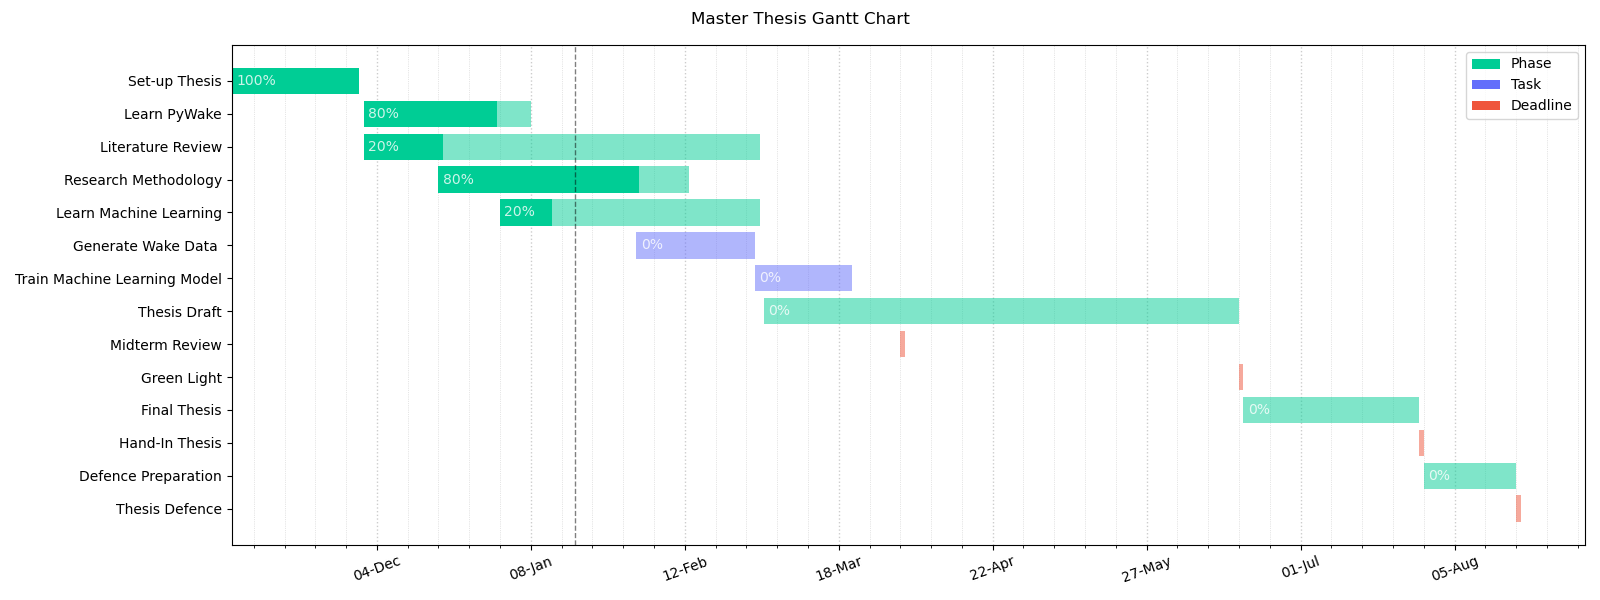 Master Thesis Gantt Chart
Phase
Task
Deadline
Set-up Thesis 100%
Learn PyWake 80%
Literature Review 20%
Research Methodology 80%
Learn Machine Learning 20%
Generate Wake Data 0%
Train Machine Learning Model 0%
Thesis Draft 0%
Midterm Review
Green Light
Final Thesis 0%
Hand-In Thesis
Defence Preparation 0%
Thesis Defence
04-Dec 08-Jan 12-Feb 18-Mar 22-Apr 27-May 01-Jul 05-Aug